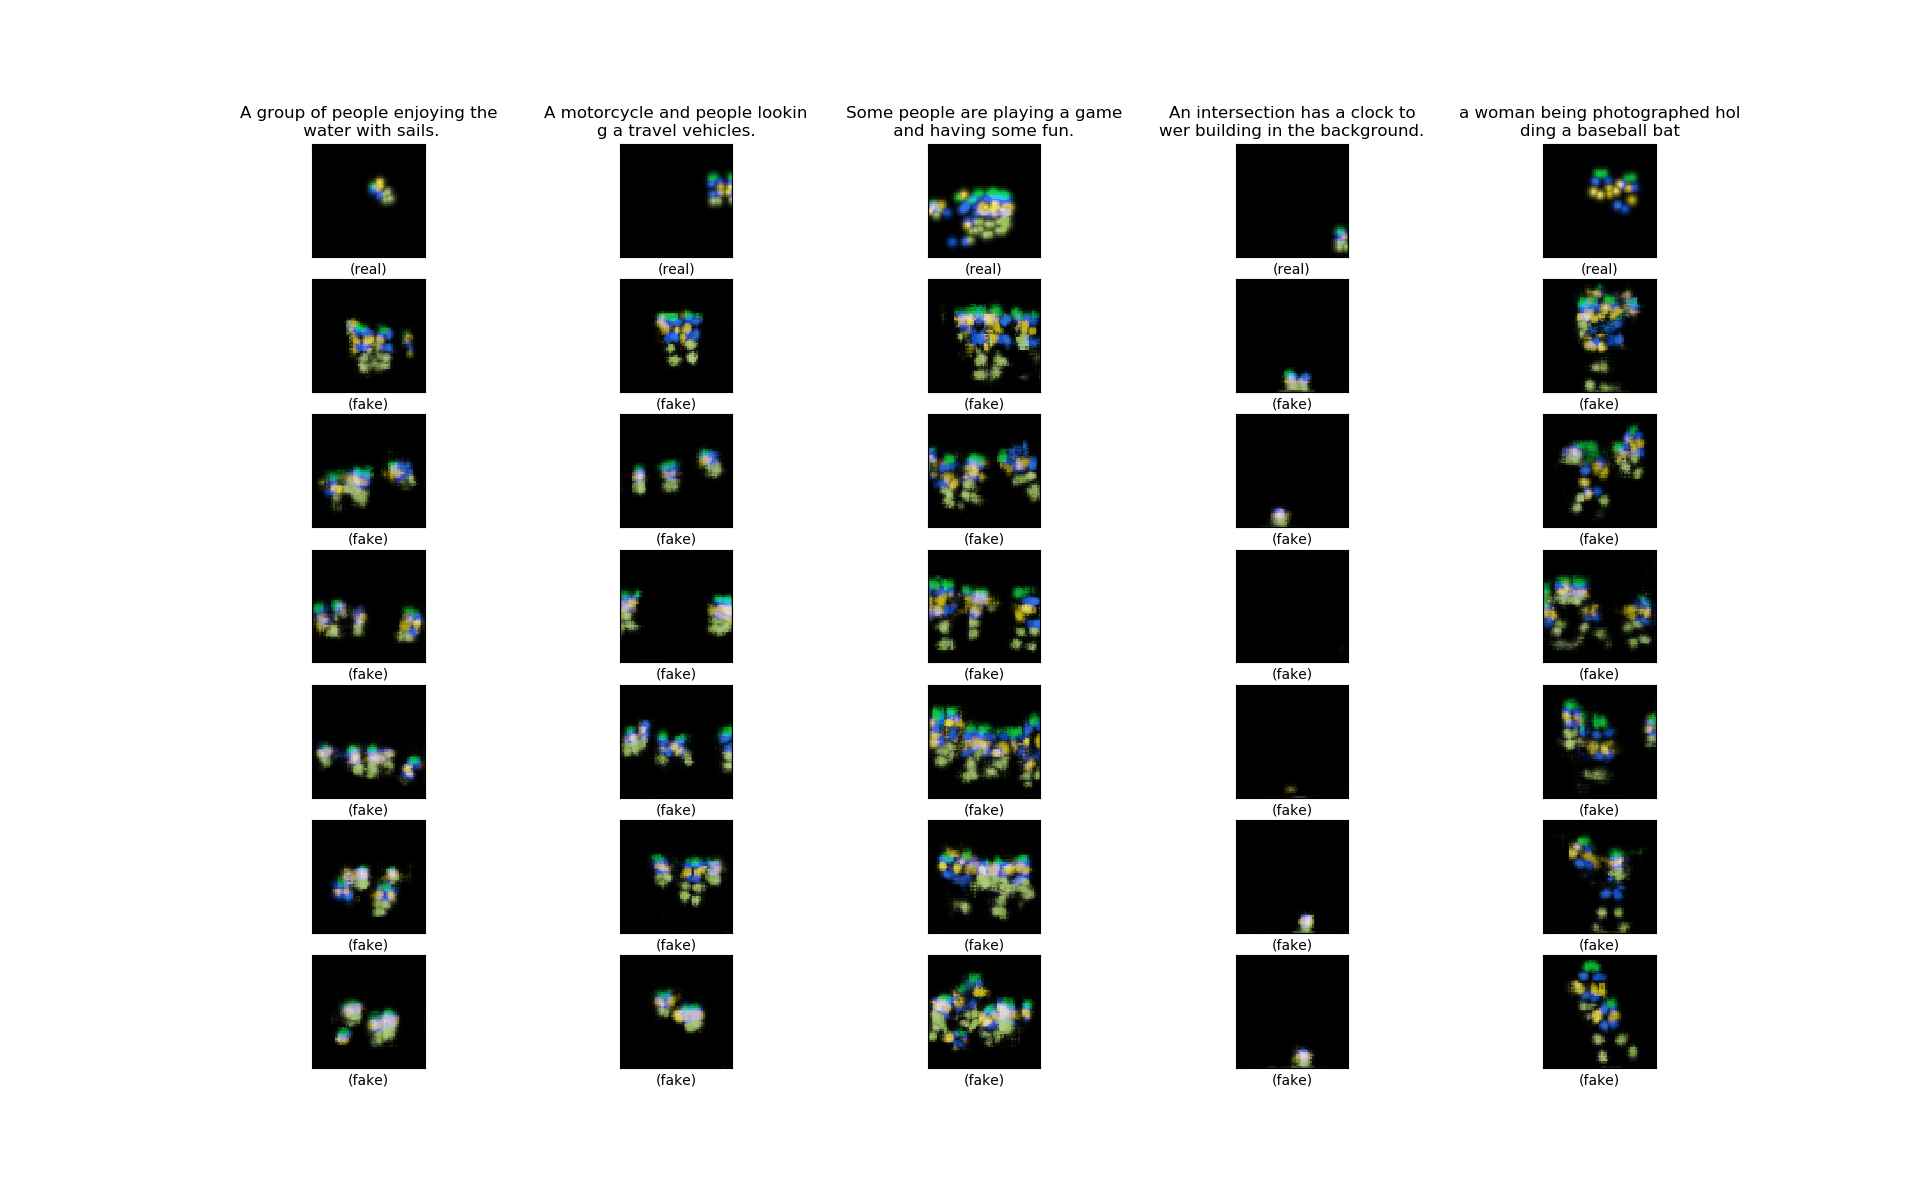 A group of people enjoying the
water with sails.
A motorcycle and people lookin
g a travel vehicles.
Some people are playing a game
and having some fun.
An intersection has a clock to
wer building in the background.
a woman being photographed hol
ding a baseball bat
(real) (real) (real) (real) (real)
(fake) (fake) (fake) (fake) (fake)
(fake) (fake) (fake) (fake) (fake)
(fake) (fake) (fake) (fake) (fake)
(fake) (fake) (fake) (fake) (fake)
(fake) (fake) (fake) (fake) (fake)
(fake) (fake) (fake) (fake) (fake)